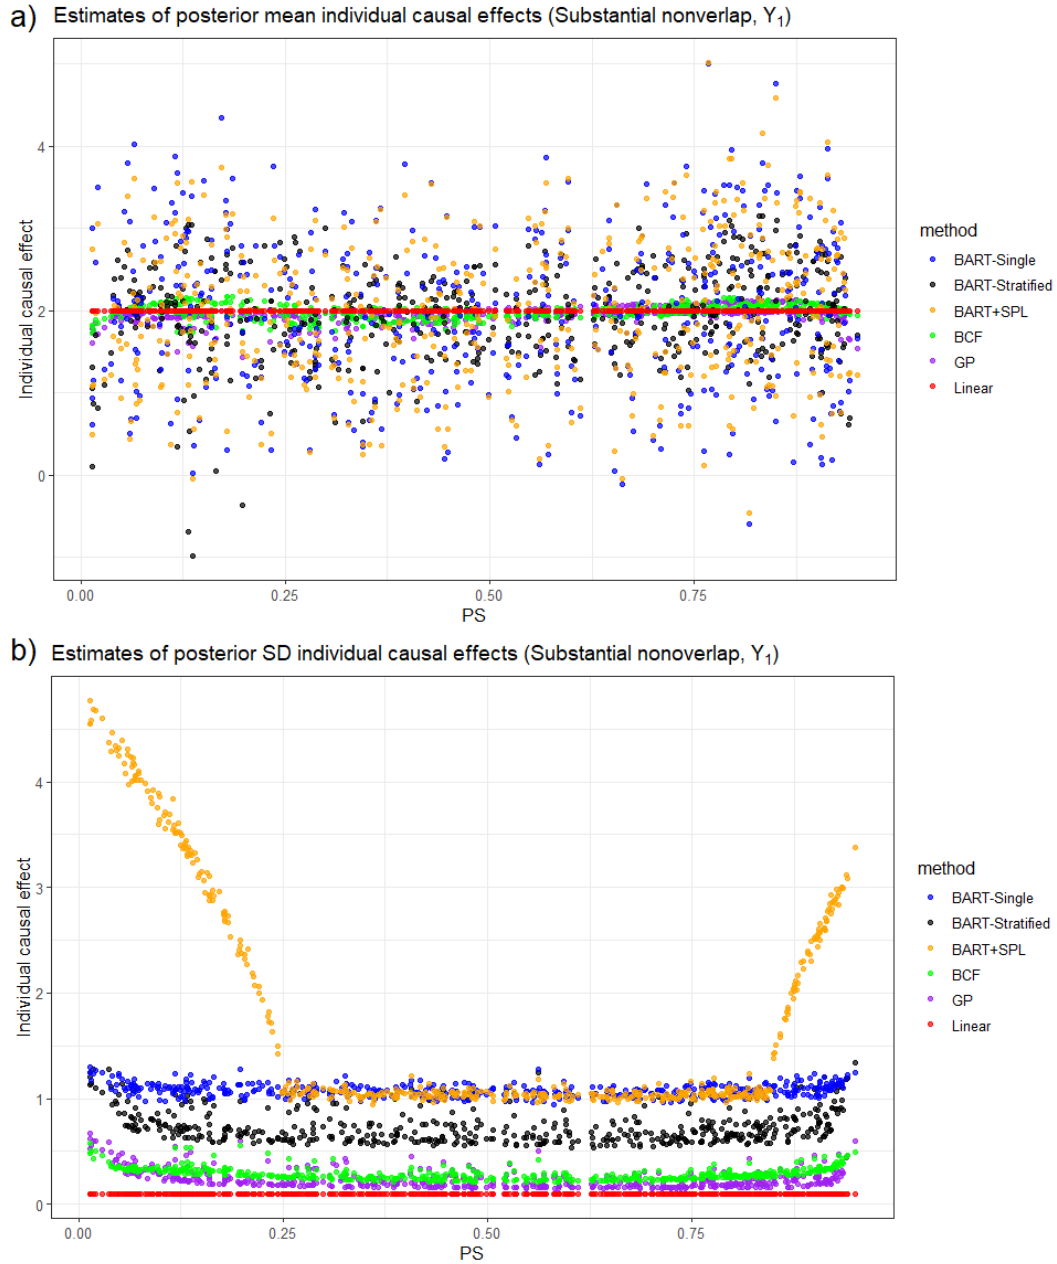 a) Estimates of posterior mean individual causal effects (Substantial nonverlap, Y₁)
Individual causal effect
4
2
0
0.00 0.25 0.50 0.75
PS
method
BART-Single
BART-Stratified
BART+SPL
BCF
GP
Linear
b) Estimates of posterior SD individual causal effects (Substantial nonoverlap, Y₁)
Individual causal effect
4
3
2
1
0
0.00 0.25 0.50 0.75
PS
method
BART-Single
BART-Stratified
BART+SPL
BCF
GP
Linear